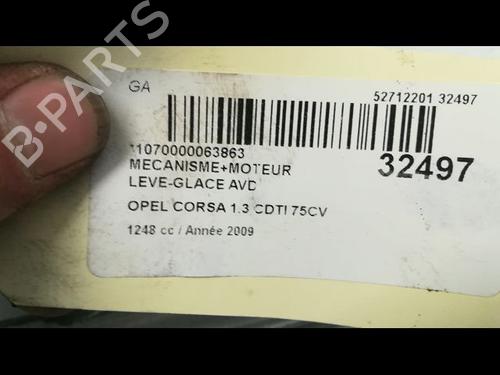 B-PARTS
GA
52712201 32497
11070000063863
32497
MECANISME+MOTEUR
LEVE-GLACE AVD
OPEL CORSA 1.3 CDTI 75CV
1248 cc / Année 2009